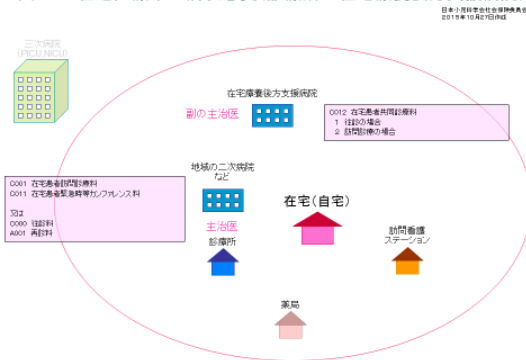 日本小児科学会社会保険委員会
2015年10月27日作成
三次病院
(PICU,NICU)
在宅療養後方支援病院
副の主治医
C012 在宅患者共同診療料
1 往診の場合
2 訪問診療の場合
地域の二次病院
など
C001 在宅患者訪問診療料
C011 在宅患者緊急時等カンファレンス料
又は
C000 往診料
A001 再診料
在宅(自宅)
主治医
診療所
訪問看護
ステーション
薬局